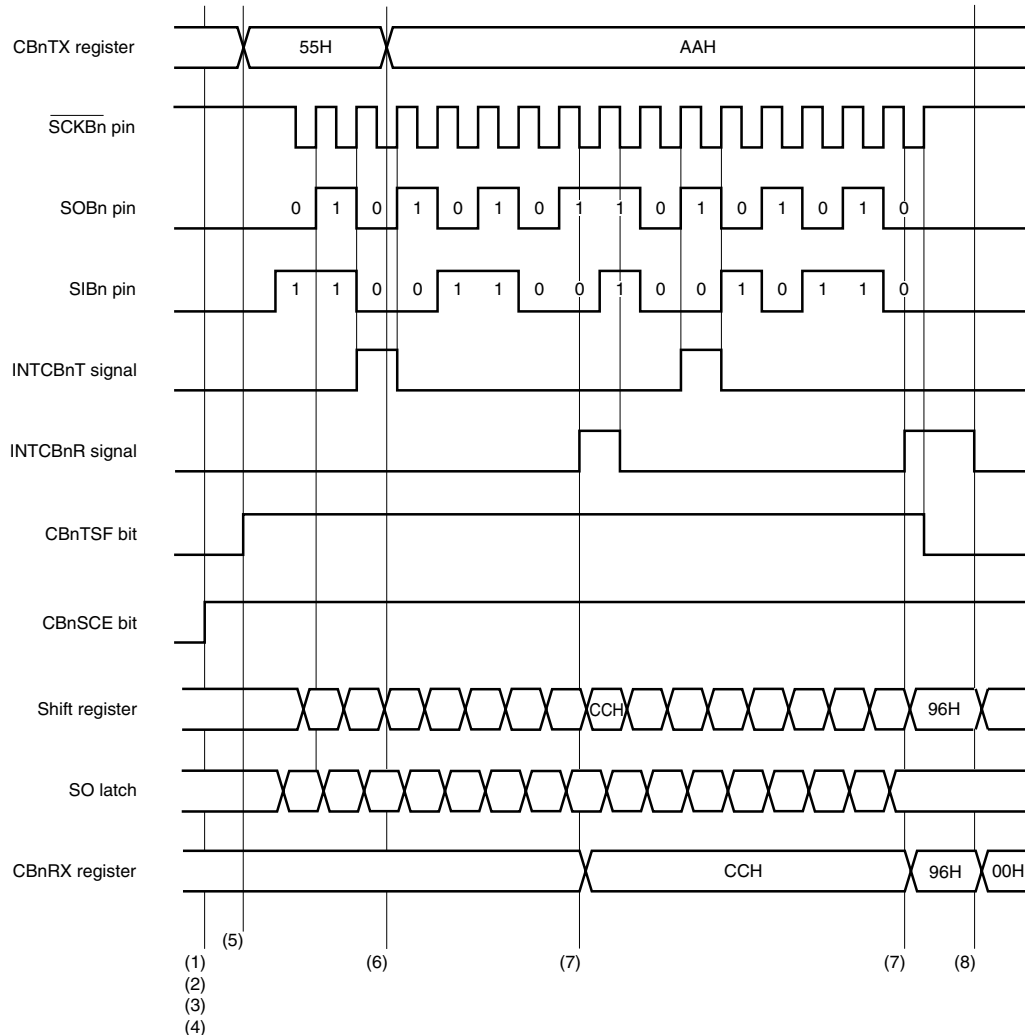 CBnTX register 55H AAH
SCKBn pin
SOBn pin 0 1 0 1 0 1 0 1 1 0 1 0 1 0 1 0
SIBn pin 1 1 0 0 1 1 0 0 1 0 0 1 0 1 1 0
INTCBnT signal
INTCBnR signal
CBnTSF bit
CBnSCE bit
Shift register CCH 96H
SO latch
CBnRX register CCH 96H 00H
(5)
(1) (6) (7) (7) (8)
(2)
(3)
(4)